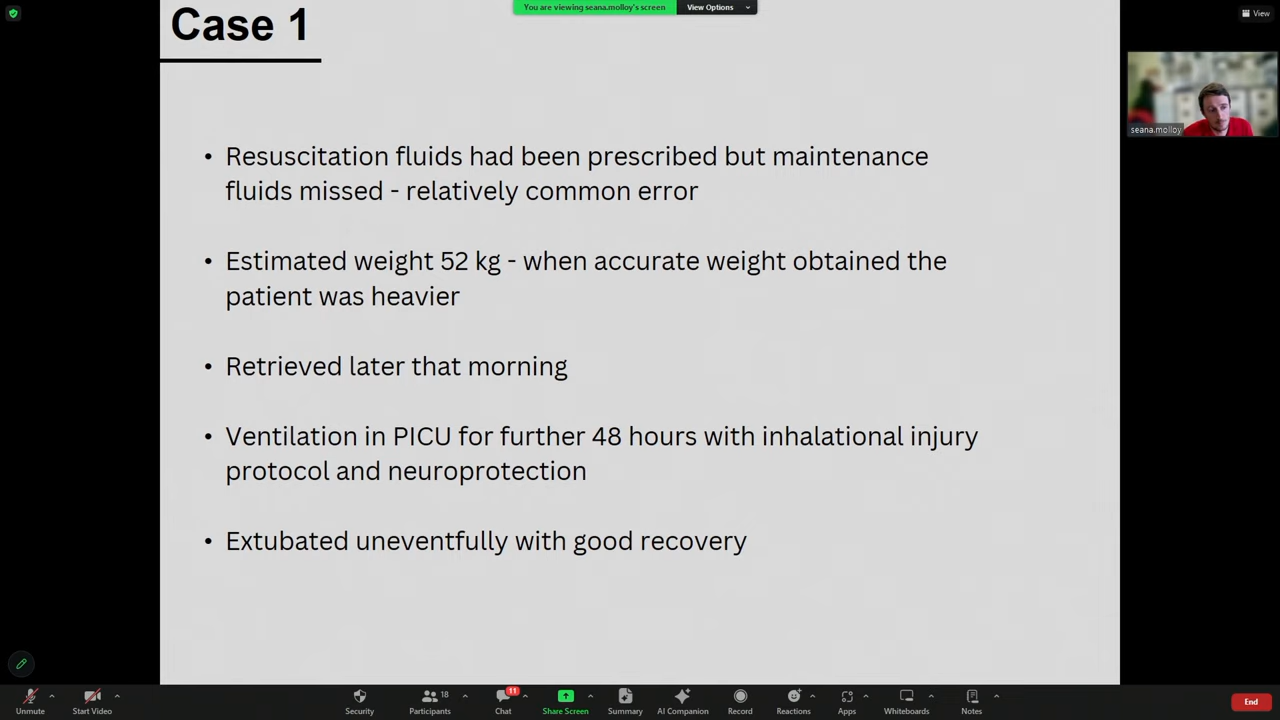 You are viewing seana.molloy's screen
View Options
View
Case 1
seana.molloy
• Resuscitation fluids had been prescribed but maintenance
fluids missed - relatively common error
• Estimated weight 52 kg - when accurate weight obtained the
patient was heavier
• Retrieved later that morning
• Ventilation in PICU for further 48 hours with inhalational injury
protocol and neuroprotection
• Extubated uneventfully with good recovery
18
11
Unmute
Start Video
Security
Participants
Chat
Share Screen
Summary
AI Companion
Record
Reactions
Apps
Whiteboards
Notes
End